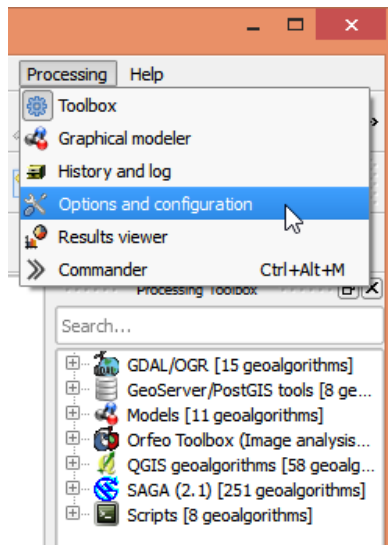 Processing Help
Toolbox
Graphical modeler
History and log
Options and configuration
Results viewer
Commander Ctrl+Alt+M
Processing Toolbox
Search...
GDAL/OGR [15 geoalgorithms]
GeoServer/PostGIS tools [8 ge...
Models [11 geoalgorithms]
Orfeo Toolbox (Image analysis...
QGIS geoalgorithms [58 geoalg...
SAGA (2.1) [251 geoalgorithms]
Scripts [8 geoalgorithms]